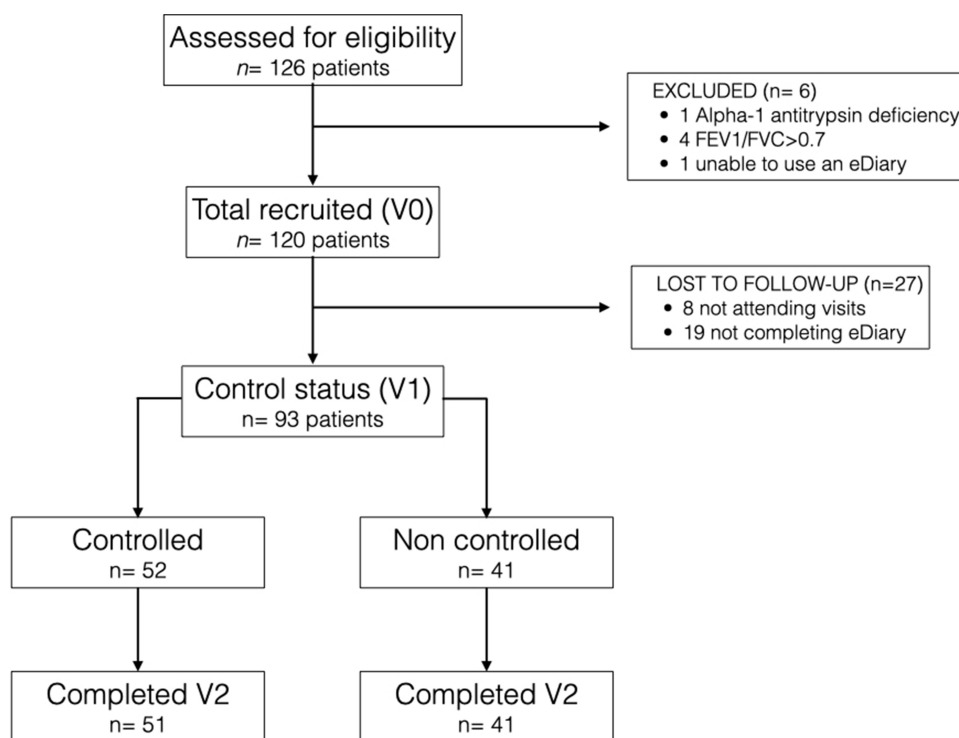 Assessed for eligibility
n= 126 patients
EXCLUDED (n= 6)
• 1 Alpha-1 antitrypsin deficiency
• 4 FEV1/FVC>0.7
• 1 unable to use an eDiary
Total recruited (V0)
n= 120 patients
LOST TO FOLLOW-UP (n=27)
• 8 not attending visits
• 19 not completing eDiary
Control status (V1)
n= 93 patients
Controlled
n= 52
Non controlled
n= 41
Completed V2
n= 51
Completed V2
n= 41